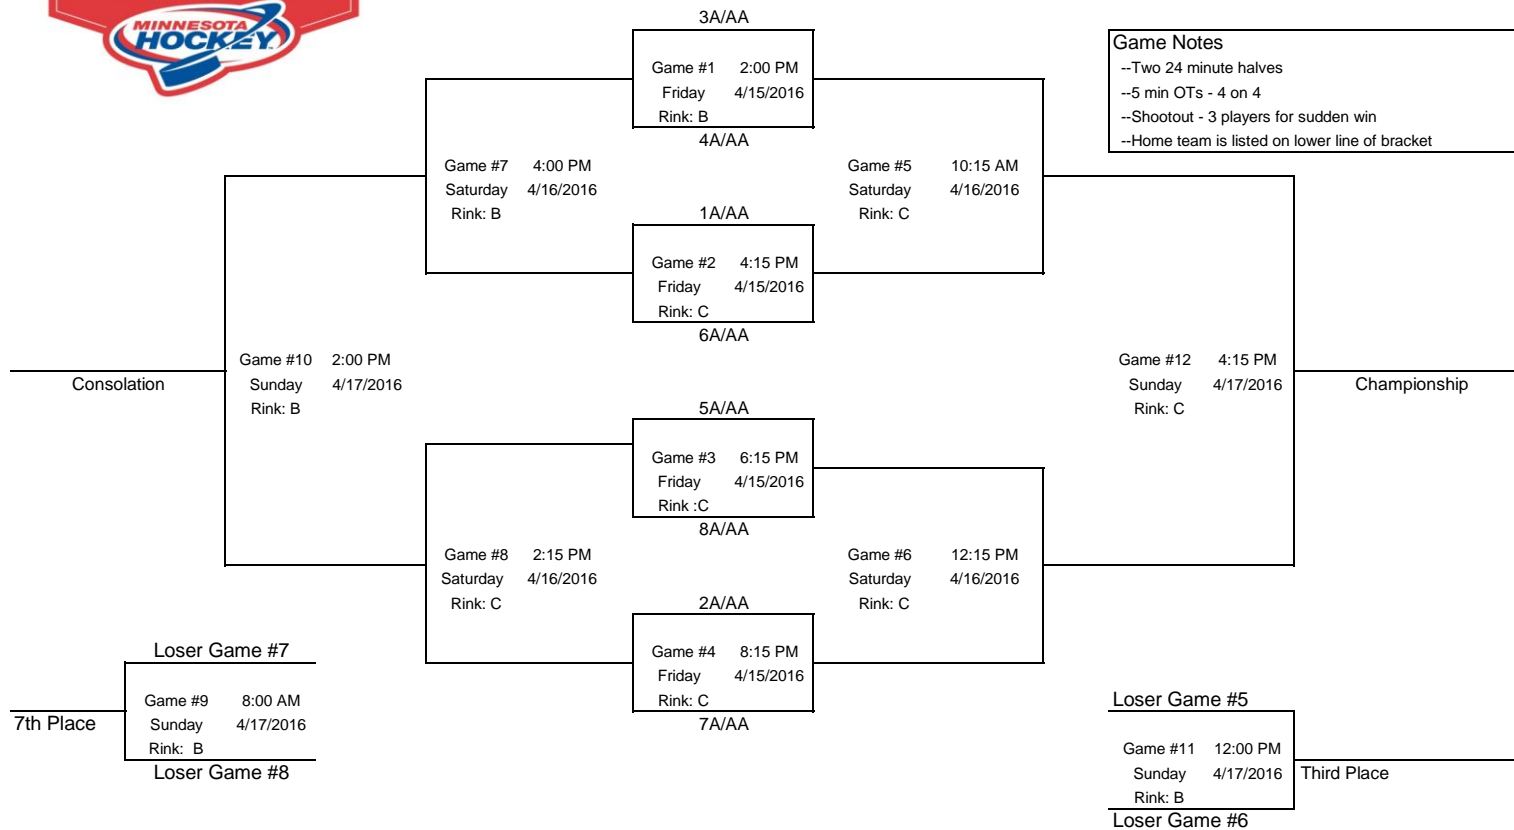 MINNESOTA
HOCKEY
3A/AA
Game #1 2:00 PM
Friday 4/15/2016
Rink: B
4A/AA
Game Notes
--Two 24 minute halves
--5 min OTs - 4 on 4
--Shootout - 3 players for sudden win
--Home team is listed on lower line of bracket
Game #7 4:00 PM
Saturday 4/16/2016
Rink: B
Game #5 10:15 AM
Saturday 4/16/2016
Rink: C
1A/AA
Game #2 4:15 PM
Friday 4/15/2016
Rink: C
6A/AA
Game #10 2:00 PM
Sunday 4/17/2016
Rink: B
Consolation
Game #12 4:15 PM
Sunday 4/17/2016
Rink: C
Championship
5A/AA
Game #3 6:15 PM
Friday 4/15/2016
Rink :C
8A/AA
Game #8 2:15 PM
Saturday 4/16/2016
Rink: C
Game #6 12:15 PM
Saturday 4/16/2016
Rink: C
2A/AA
Game #4 8:15 PM
Friday 4/15/2016
Rink: C
7A/AA
Loser Game #7
Game #9 8:00 AM
Sunday 4/17/2016
Rink: B
7th Place
Loser Game #8
Loser Game #5
Game #11 12:00 PM
Sunday 4/17/2016
Rink: B
Third Place
Loser Game #6